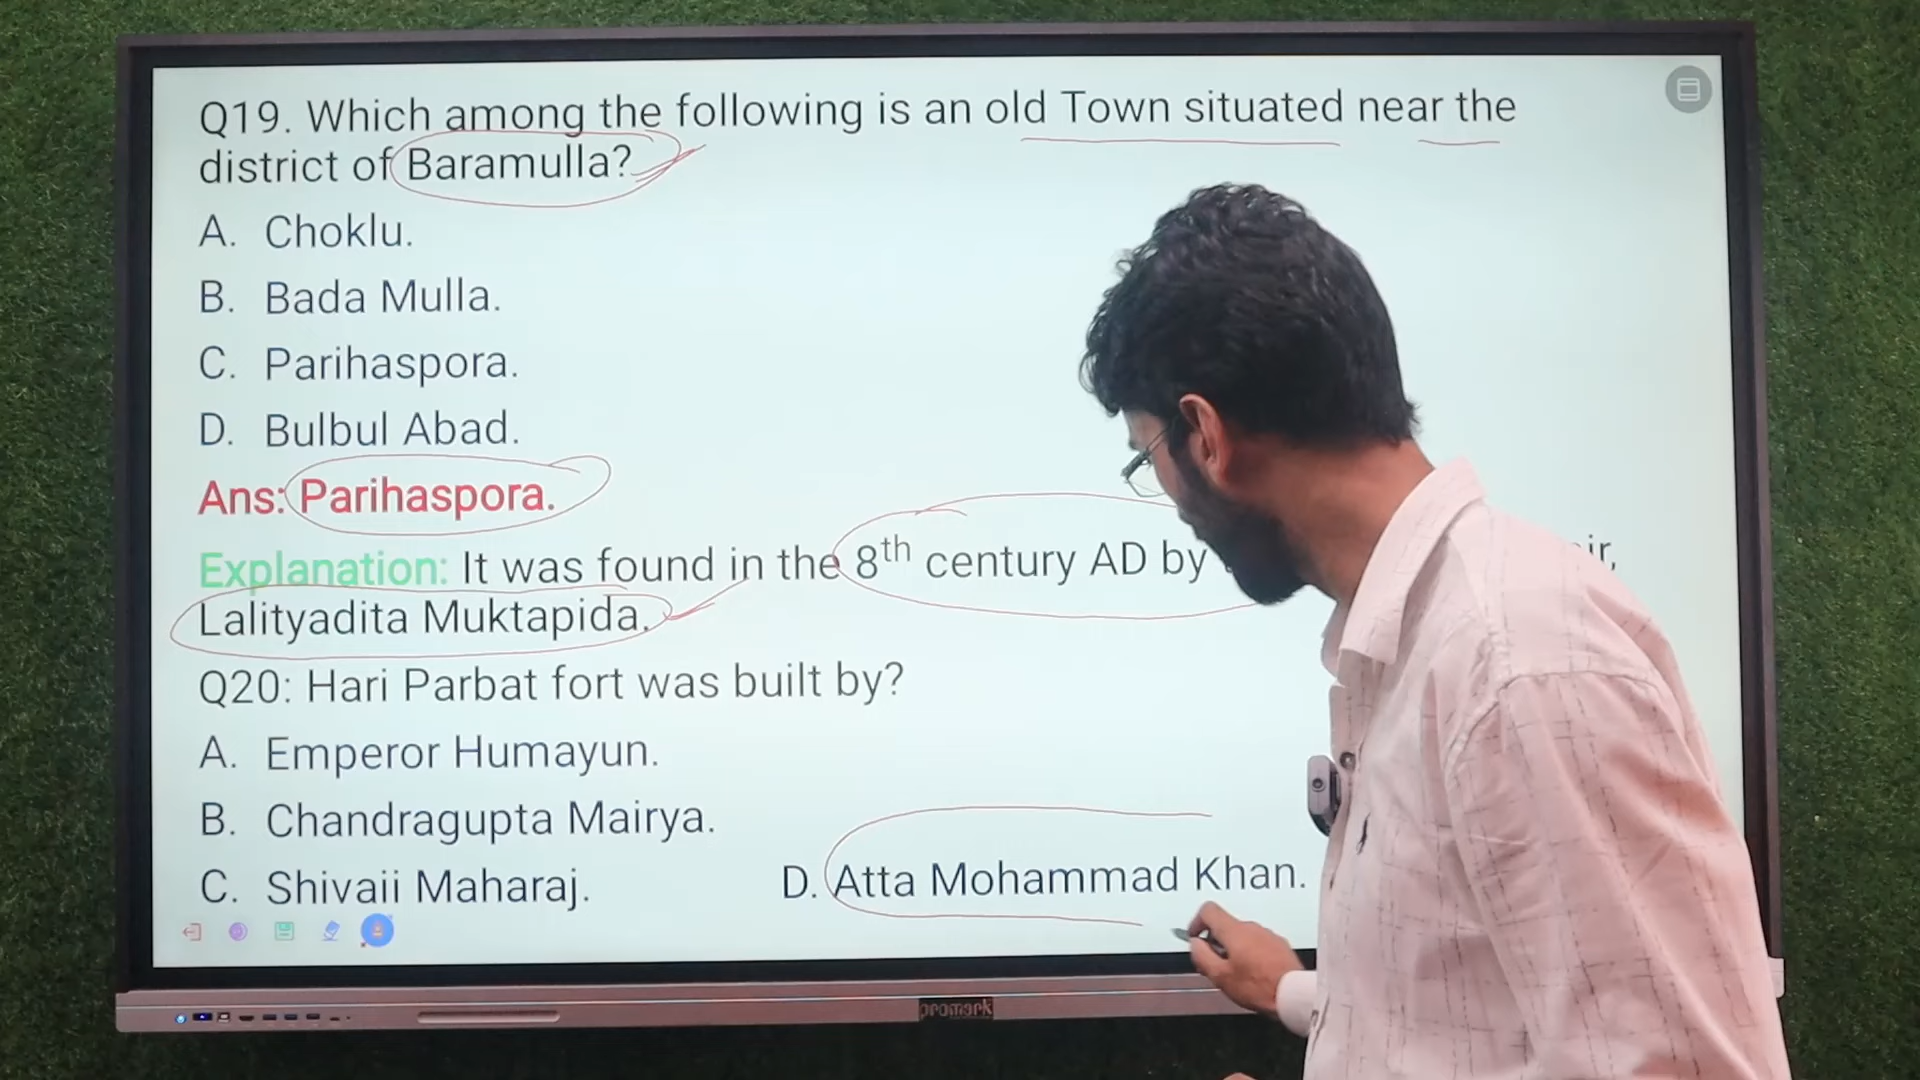 Q19. Which among the following is an old Town situated near the
district of Baramulla?
A. Choklu.
B. Bada Mulla.
C. Parihaspora.
D. Bulbul Abad.
Ans: Parihaspora.
Explanation: It was found in the 8th century AD by
Lalityadita Muktapida.
Q20: Hari Parbat fort was built by?
A. Emperor Humayun.
B. Chandragupta Mairya.
C. Shivaii Maharaj. D. Atta Mohammad Khan.
promark